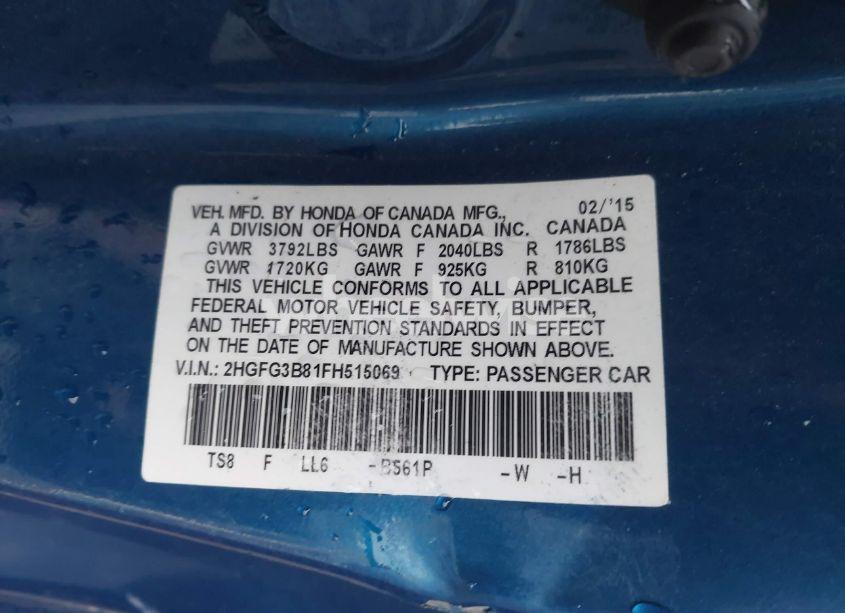 VEH. MFD. BY HONDA OF CANADA MFG., 02/'15
A DIVISION OF HONDA CANADA INC. CANADA
GVWR 3792LBS GAWR F 2040LBS R 1786LBS
GVWR 1720KG GAWR F 925KG R 810KG
THIS VEHICLE CONFORMS TO ALL APPLICABLE
FEDERAL MOTOR VEHICLE SAFETY, BUMPER,
AND THEFT PREVENTION STANDARDS IN EFFECT
ON THE DATE OF MANUFACTURE SHOWN ABOVE.
V.I.N.: 2HGFG3B81FH515069 TYPE: PASSENGER CAR
TS8 F LL6 -B561P -W -H